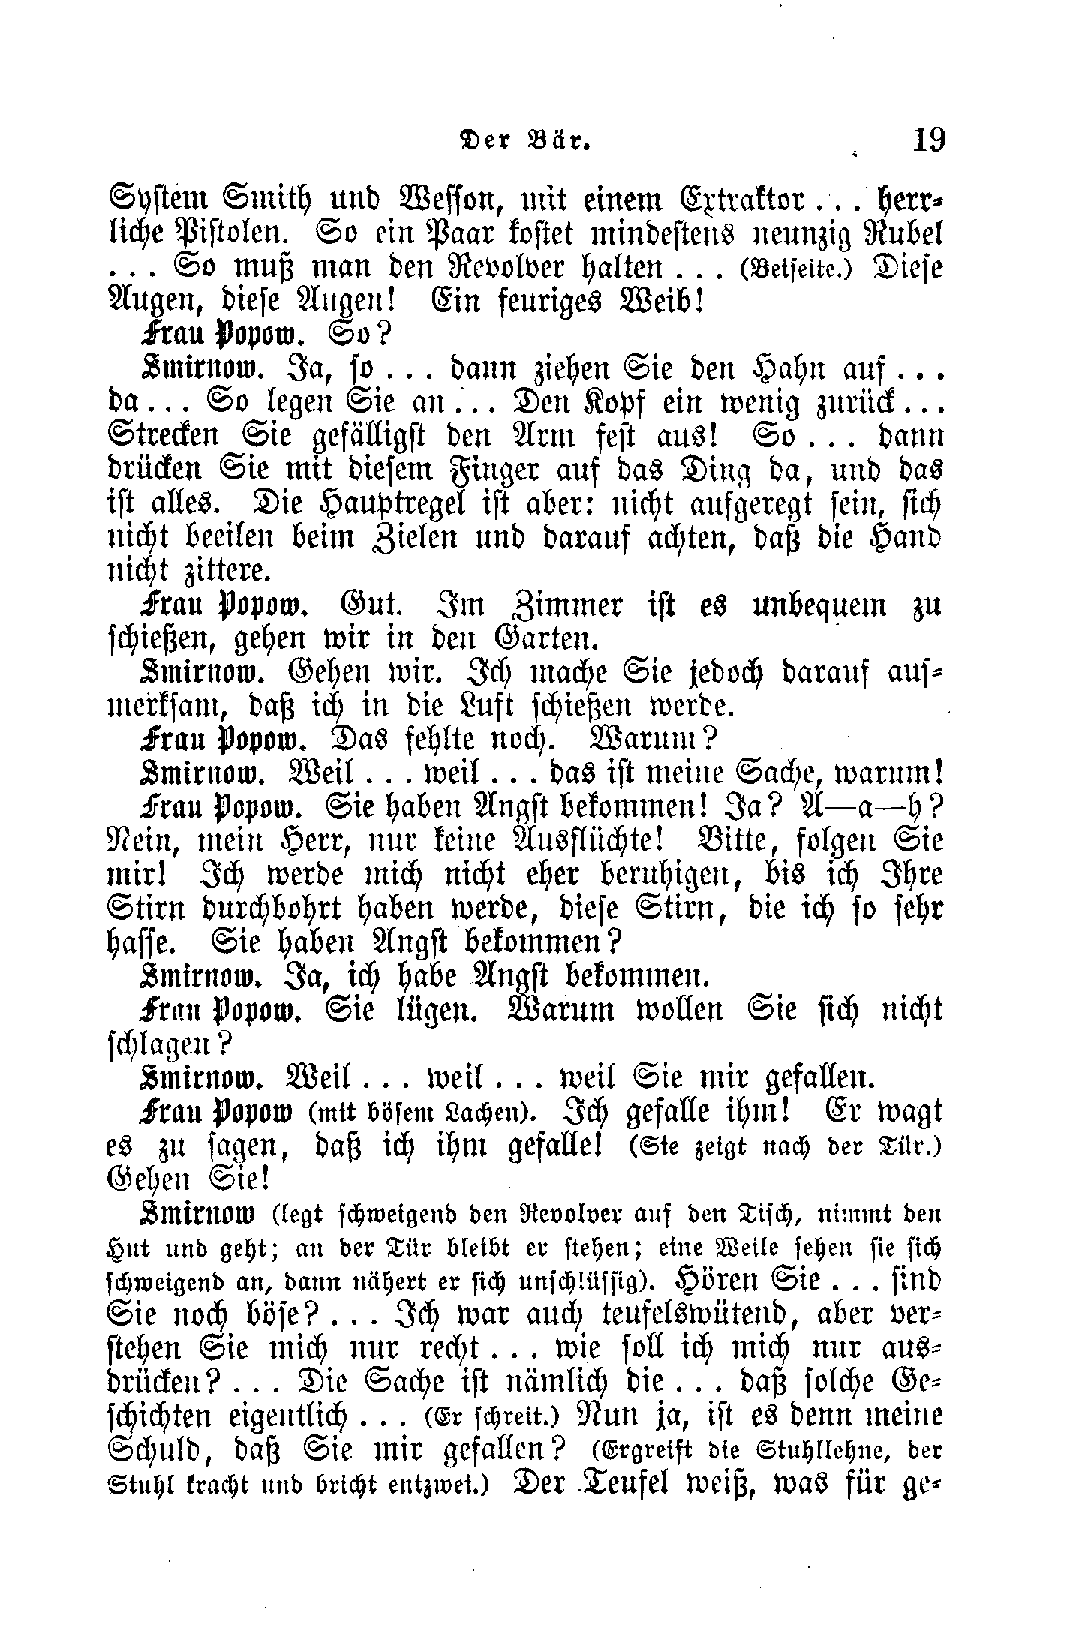 Der Bär. 19
System Smith und Wesson, mit einem Extraktor . . . herr-
liche Pistolen. So ein Paar kostet mindestens neunzig Rubel
. . . So muß man den Revolver halten . . . (Beiseite.) Diese
Augen, diese Augen! Ein feuriges Weib!
Frau Popow. So?
Smirnow. Ja, so . . . dann ziehen Sie den Hahn auf . . .
da . . . So legen Sie an . . . Den Kopf ein wenig zurück . . .
Strecken Sie gefälligst den Arm fest aus! So . . . dann
drücken Sie mit diesem Finger auf das Ding da, und das
ist alles. Die Hauptregel ist aber: nicht aufgeregt sein, sich
nicht beeilen beim Zielen und darauf achten, daß die Hand
nicht zittere.
Frau Popow. Gut. Im Zimmer ist es unbequem zu
schießen, gehen wir in den Garten.
Smirnow. Gehen wir. Ich mache Sie jedoch darauf auf-
merksam, daß ich in die Luft schießen werde.
Frau Popow. Das fehlte noch. Warum?
Smirnow. Weil . . . weil . . . das ist meine Sache, warum!
Frau Popow. Sie haben Angst bekommen! Ja? A—a—h?
Nein, mein Herr, nur keine Ausflüchte! Bitte, folgen Sie
mir! Ich werde mich nicht eher beruhigen, bis ich Ihre
Stirn durchbohrt haben werde, diese Stirn, die ich so sehr
hasse. Sie haben Angst bekommen?
Smirnow. Ja, ich habe Angst bekommen.
Frau Popow. Sie lügen. Warum wollen Sie sich nicht
schlagen?
Smirnow. Weil . . . weil . . . weil Sie mir gefallen.
Frau Popow (mit bösem Lachen). Ich gefalle ihm! Er wagt
es zu sagen, daß ich ihm gefalle! (Sie zeigt nach der Tür.)
Gehen Sie!
Smirnow (legt schweigend den Revolver auf den Tisch, nimmt den
Hut und geht; an der Tür bleibt er stehen; eine Weile sehen sie sich
schweigend an, dann nähert er sich unschlüssig). Hören Sie . . . sind
Sie noch böse? . . . Ich war auch teufelswütend, aber ver-
stehen Sie mich nur recht . . . wie soll ich mich nur aus-
drücken? . . . Die Sache ist nämlich die . . . daß solche Ge-
schichten eigentlich . . . (Er schreit.) Nun ja, ist es denn meine
Schuld, daß Sie mir gefallen? (Ergreift die Stuhllehne, der
Stuhl kracht und bricht entzwei.) Der Teufel weiß, was für ge-